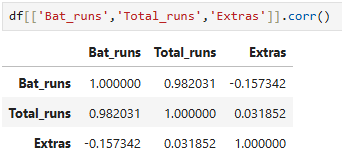 df[['Bat_runs','Total_runs','Extras']].corr()
Bat_runs Total_runs Extras
Bat_runs 1.000000 0.982031 -0.157342
Total_runs 0.982031 1.000000 0.031852
Extras -0.157342 0.031852 1.000000